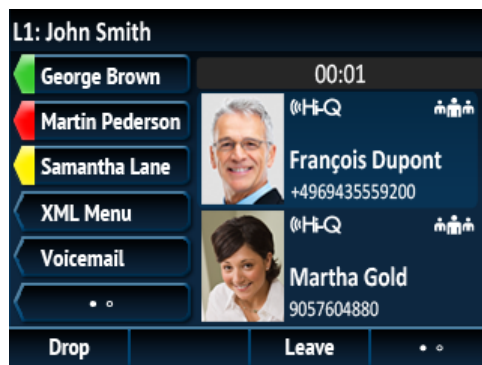 L1: John Smith
George Brown
00:01
Martin Pederson
Hi-Q
François Dupont
+4969435559200
Samantha Lane
XML Menu
Hi-Q
Voicemail
Martha Gold
9057604880
Drop
Leave